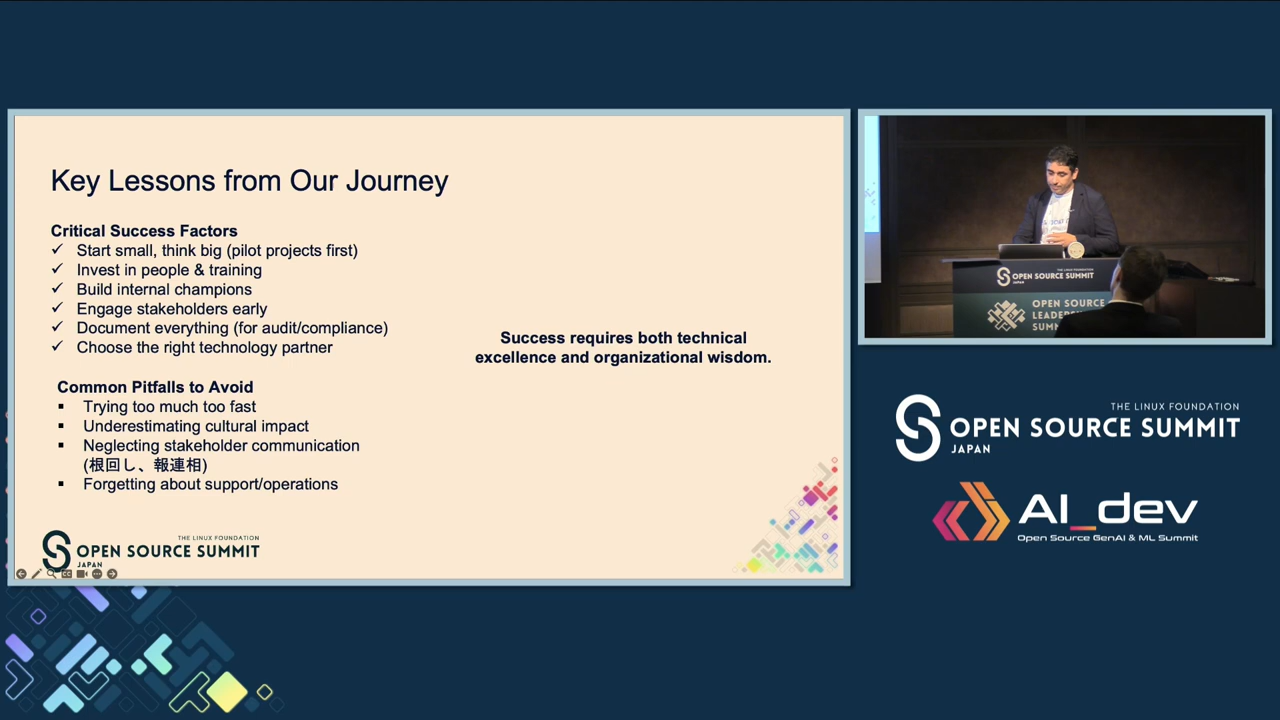 Key Lessons from Our Journey
Critical Success Factors
✓ Start small, think big (pilot projects first)
✓ Invest in people & training
✓ Build internal champions
✓ Engage stakeholders early
✓ Document everything (for audit/compliance)
✓ Choose the right technology partner
Common Pitfalls to Avoid
▪ Trying too much too fast
▪ Underestimating cultural impact
▪ Neglecting stakeholder communication
(根回し、報連相)
▪ Forgetting about support/operations
Success requires both technical
excellence and organizational wisdom.
THE LINUX FOUNDATION
OPEN SOURCE SUMMIT
JAPAN
THE LINUX FOUNDATION
OPEN SOURCE SUMMIT
JAPAN
OPEN SOURCE
THE LINUX FOUNDATION
OPEN SOURCE SUMMIT
JAPAN
AI_dev
Open Source GenAI & ML Summit